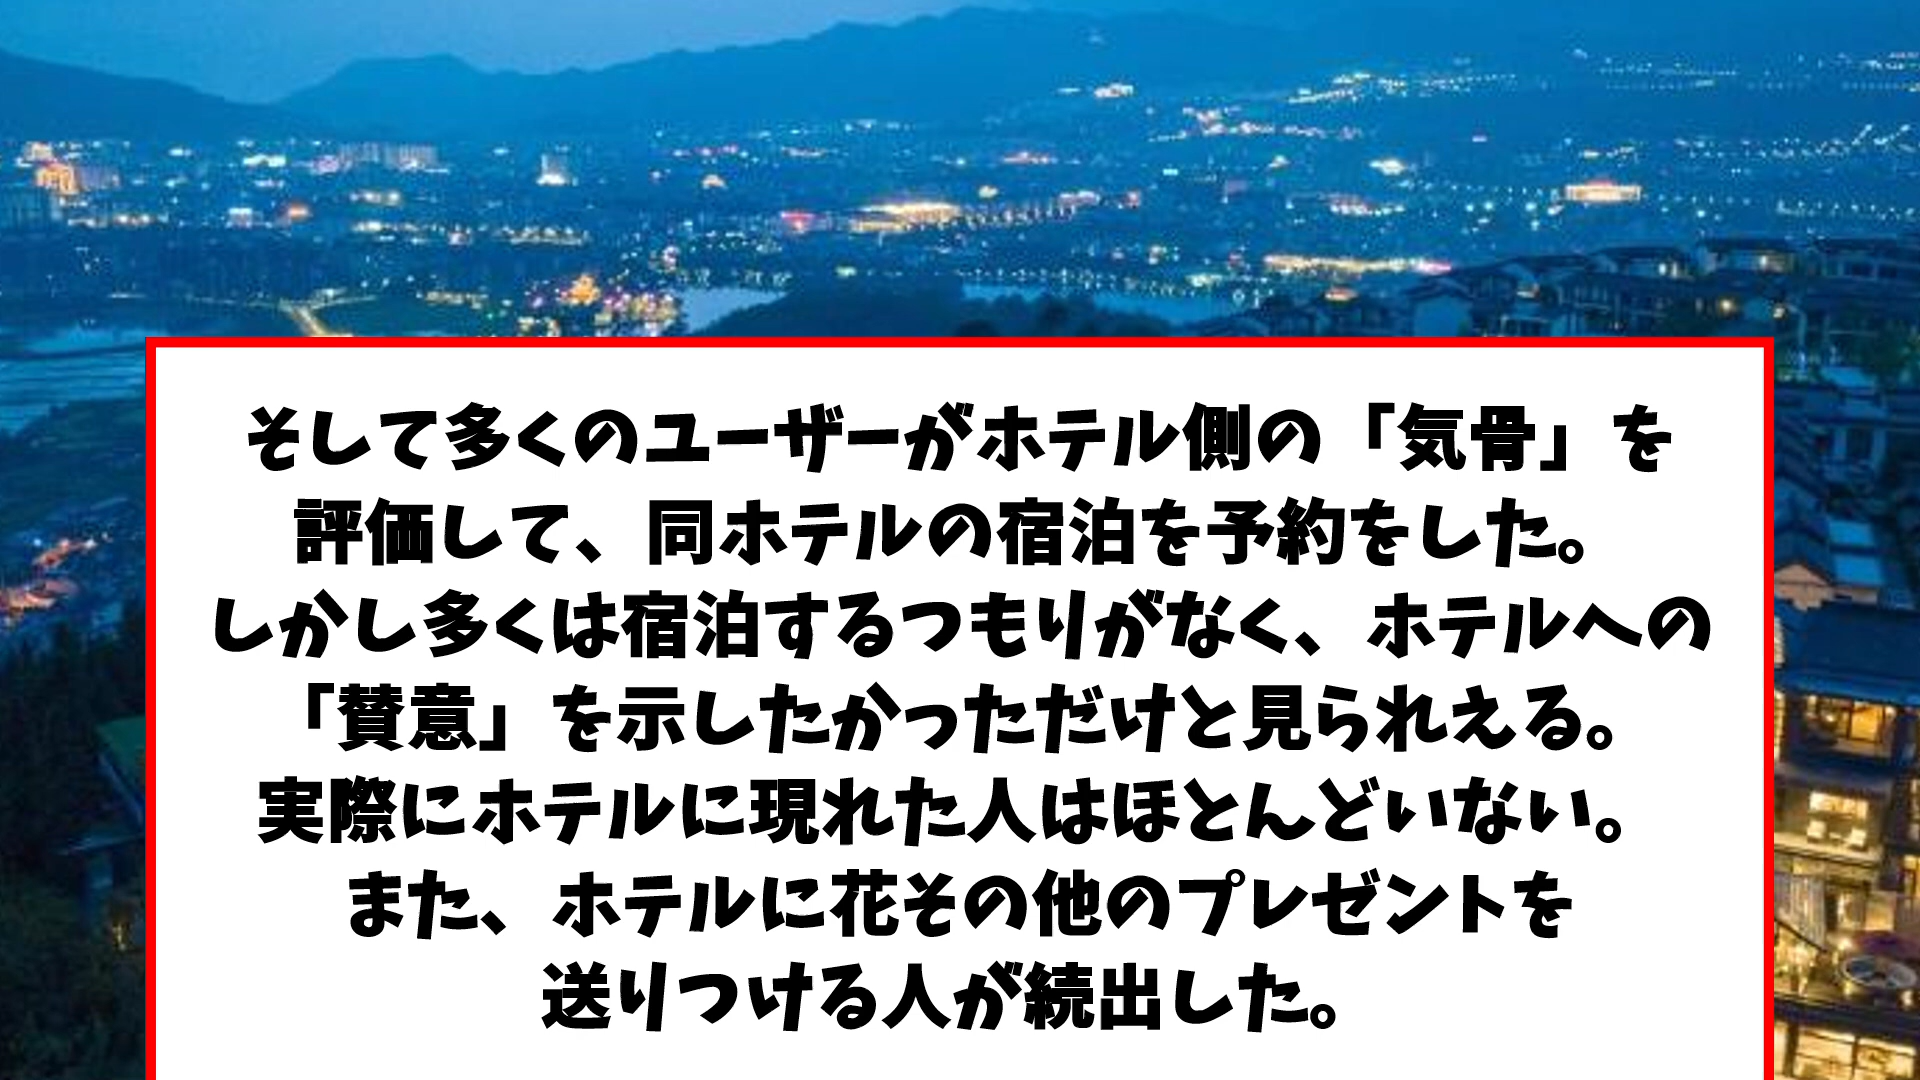 そして多くのユーザーがホテル側の「気骨」を
評価して、同ホテルの宿泊を予約をした。
しかし多くは宿泊するつもりがなく、ホテルへの
「賛意」を示したかっただけと見られえる。
実際にホテルに現れた人はほとんどいない。
また、ホテルに花その他のプレゼントを
送りつける人が続出した。